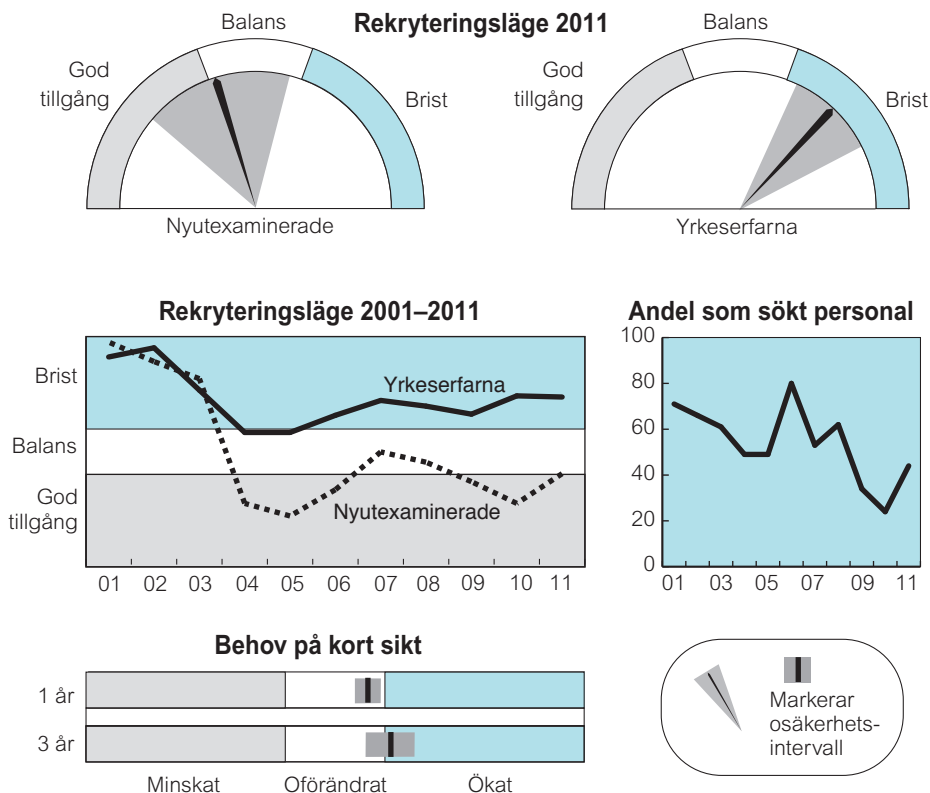 Rekryteringsläge 2011
Balans
God
tillgång
Brist
Nyutexaminerade
Balans
God
tillgång
Brist
Yrkeserfarna
Rekryteringsläge 2001–2011
Brist
Balans
God
tillgång
Yrkeserfarna
Nyutexaminerade
01 02 03 04 05 06 07 08 09 10 11
Andel som sökt personal
100
80
60
40
20
0
01 03 05 07 09 11
Behov på kort sikt
1 år
3 år
Minskat Oförändrat Ökat
Markerar
osäkerhets-
intervall